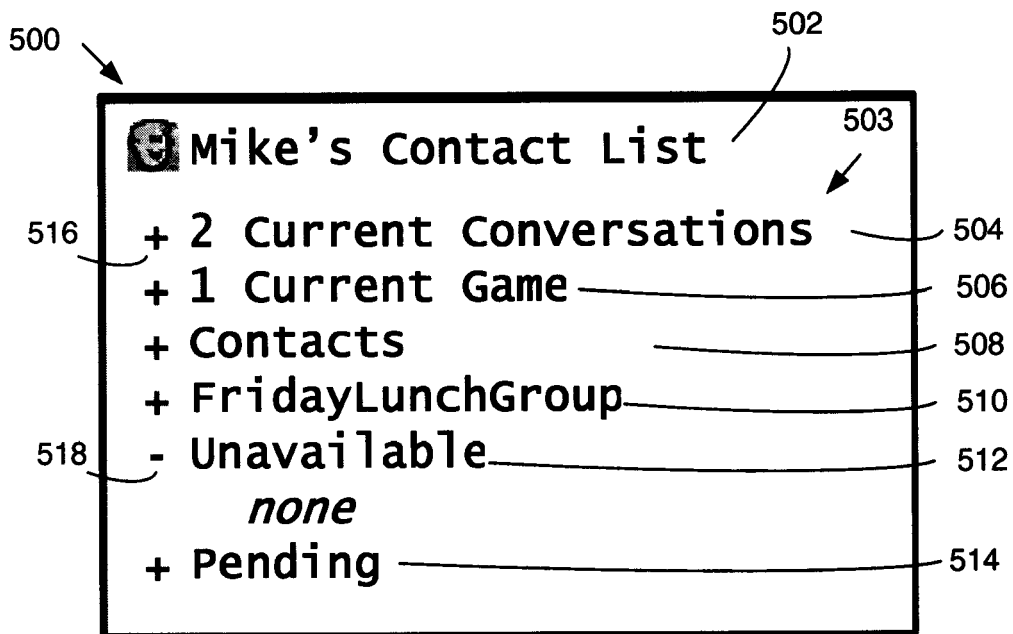 502
500
503
Mike's Contact List
516 + 2 Current Conversations 504
+ 1 Current Game 506
+ Contacts 508
+ FridayLunchGroup 510
518 - Unavailable 512
none
+ Pending 514